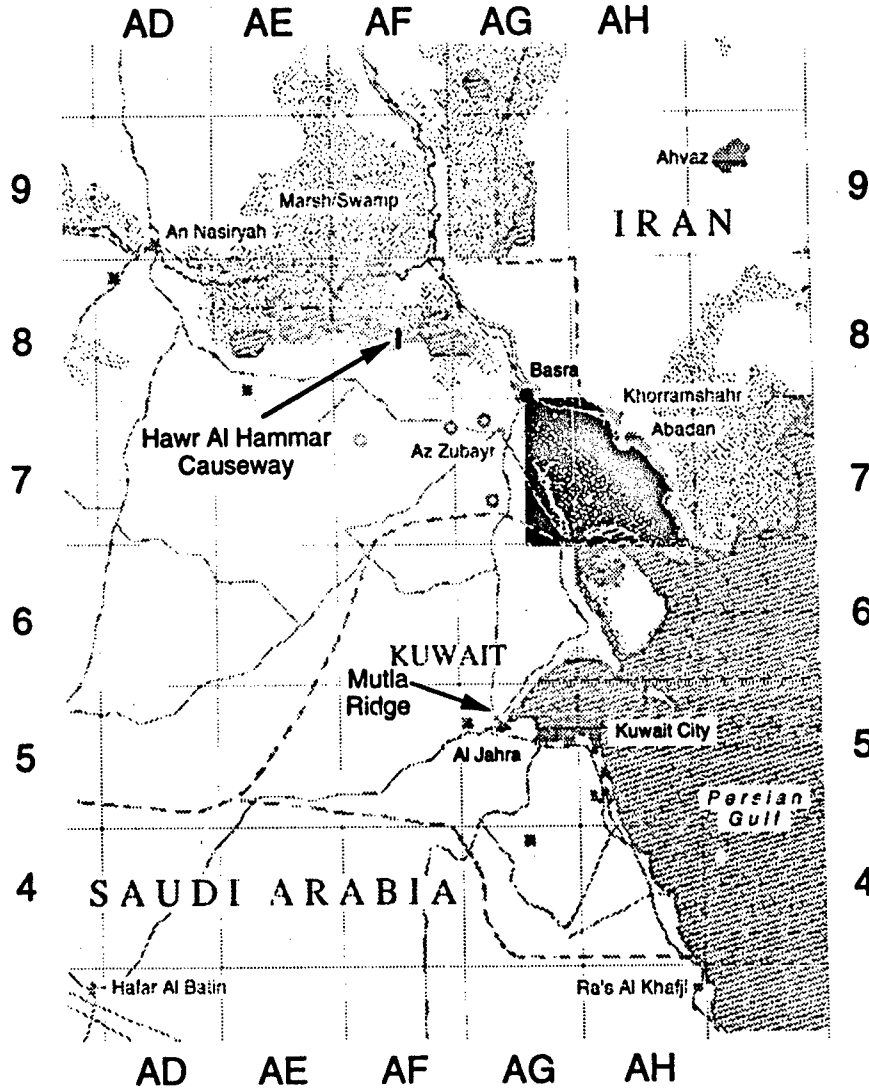 AD AE AF AG AH
9 9
Ahvaz
Marsh/Swamp
An Nasiryah
IRAN
8 8
Basra
Khorramshahr
Abadan
Hawr Al Hammar
Causeway
Az Zubayr
7 7
6 6
KUWAIT
Mutla
Ridge
Kuwait City
5 5
Al Jahra
Persian
Gulf
4 4
SAUDI ARABIA
Hafar Al Batin
Ra's Al Khafji
AD AE AF AG AH